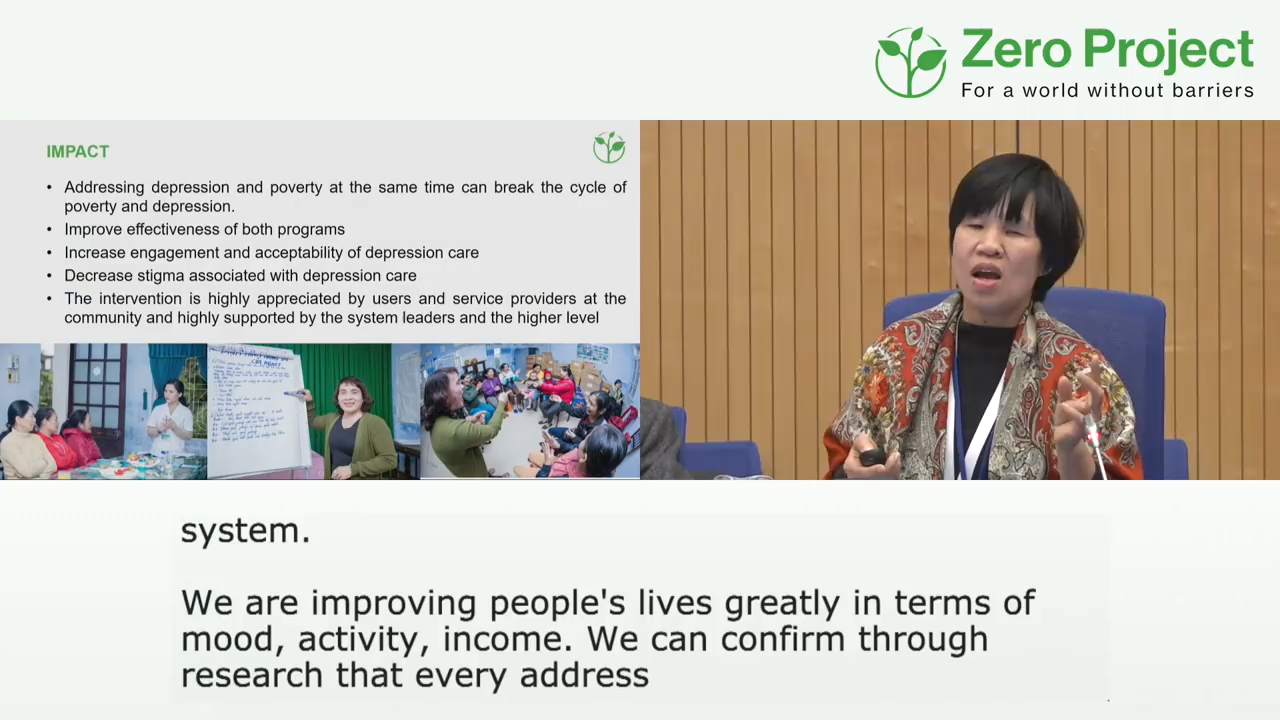 Zero Project
For a world without barriers
IMPACT
• Addressing depression and poverty at the same time can break the cycle of
poverty and depression.
• Improve effectiveness of both programs
• Increase engagement and acceptability of depression care
• Decrease stigma associated with depression care
• The intervention is highly appreciated by users and service providers at the
community and highly supported by the system leaders and the higher level
system.
We are improving people's lives greatly in terms of
mood, activity, income. We can confirm through
research that every address